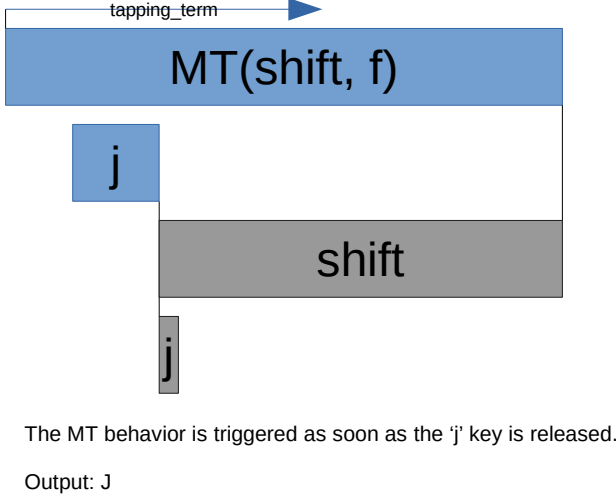 tapping_term
MT(shift, f)
j
shift
j
The MT behavior is triggered as soon as the ‘j’ key is released.
Output: J